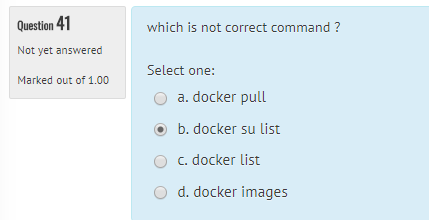 Question 41
Not yet answered
Marked out of 1.00
which is not correct command ?
Select one:
a. docker pull
b. docker su list
c. docker list
d. docker images